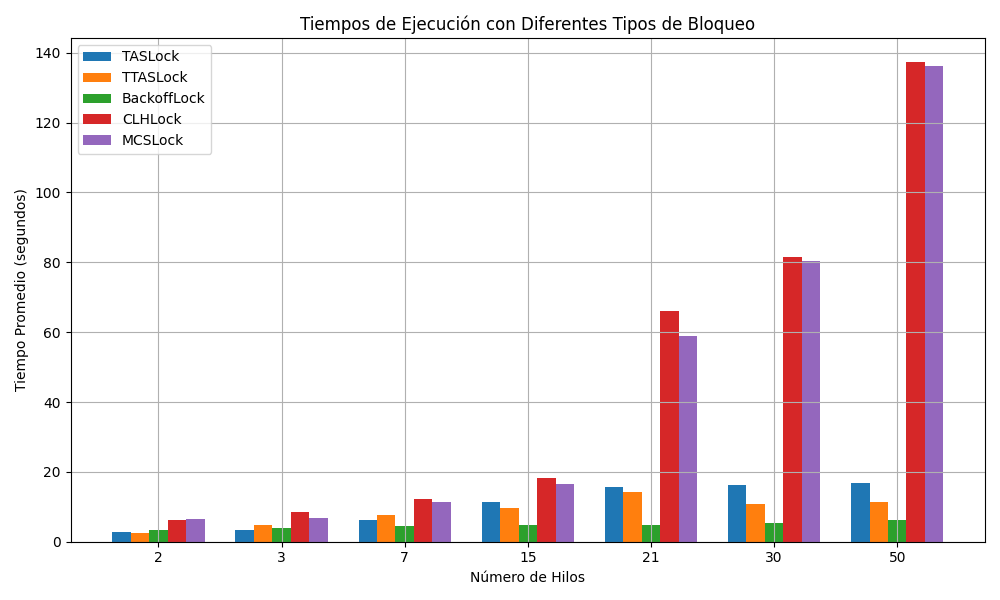 Tiempos de Ejecución con Diferentes Tipos de Bloqueo
TASLock
TTASLock
BackoffLock
CLHLock
MCSLock
Tiempo Promedio (segundos)
140
120
100
80
60
40
20
0
2 3 7 15 21 30 50
Número de Hilos